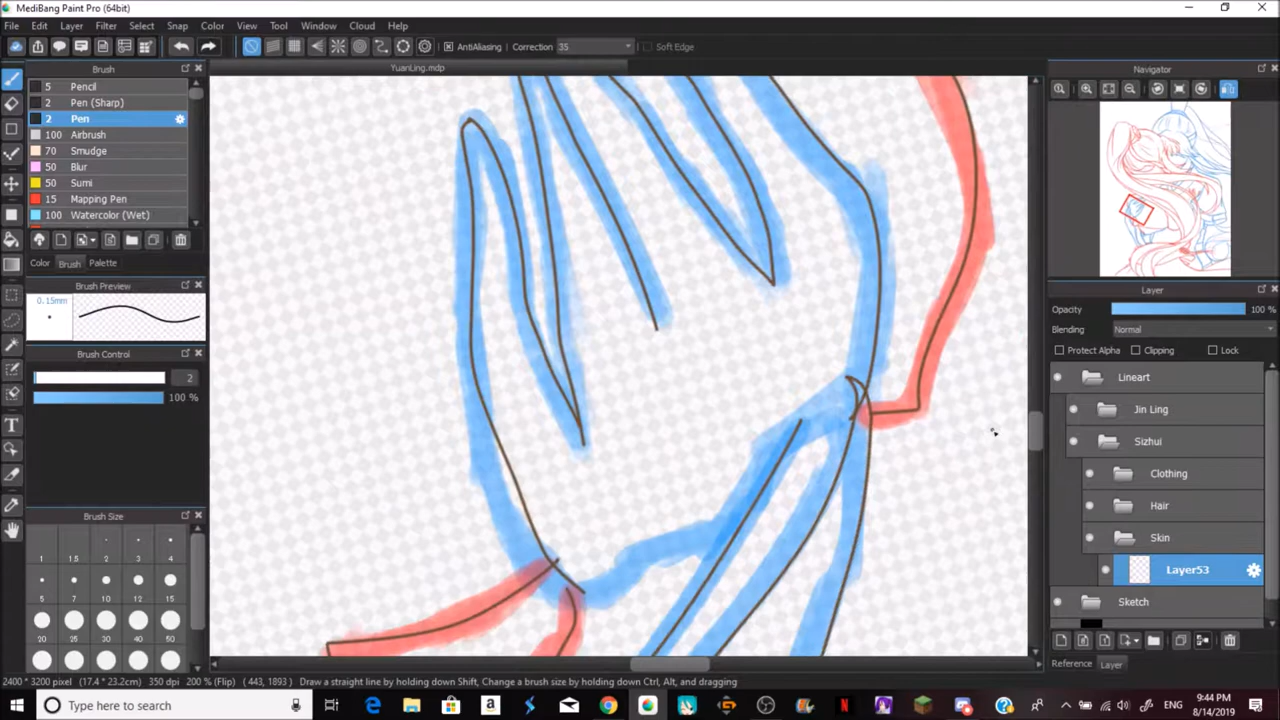 MediBang Paint Pro (64bit)
File Edit Layer Filter Select Snap Color View Tool Window Cloud Help
AntiAliasing Correction 35 Soft Edge
Brush
YuanLing.mdp
Navigator
5 Pencil
2 Pen (Sharp)
2 Pen
100 Airbrush
70 Smudge
50 Blur
50 Sumi
15 Mapping Pen
100 Watercolor (Wet)
Color Brush Palette
Brush Preview
0.15mm
Brush Control
2
100 %
Brush Size
1 1.5 2 3 4
5 7 10 12 15
20 25 30 40 50
Layer
Opacity 100 %
Blending Normal
Protect Alpha Clipping Lock
Lineart
Jin Ling
Sizhui
Clothing
Hair
Skin
Layer53
Sketch
Reference Layer
2400 * 3200 pixel (17.4 * 23.2cm) 350 dpi 200 % (Flip) ( 443, 1893 ) Draw a straight line by holding down Shift, Change a brush size by holding down Ctrl, Alt, and dragging
Type here to search
9:44 PM
8/14/2019